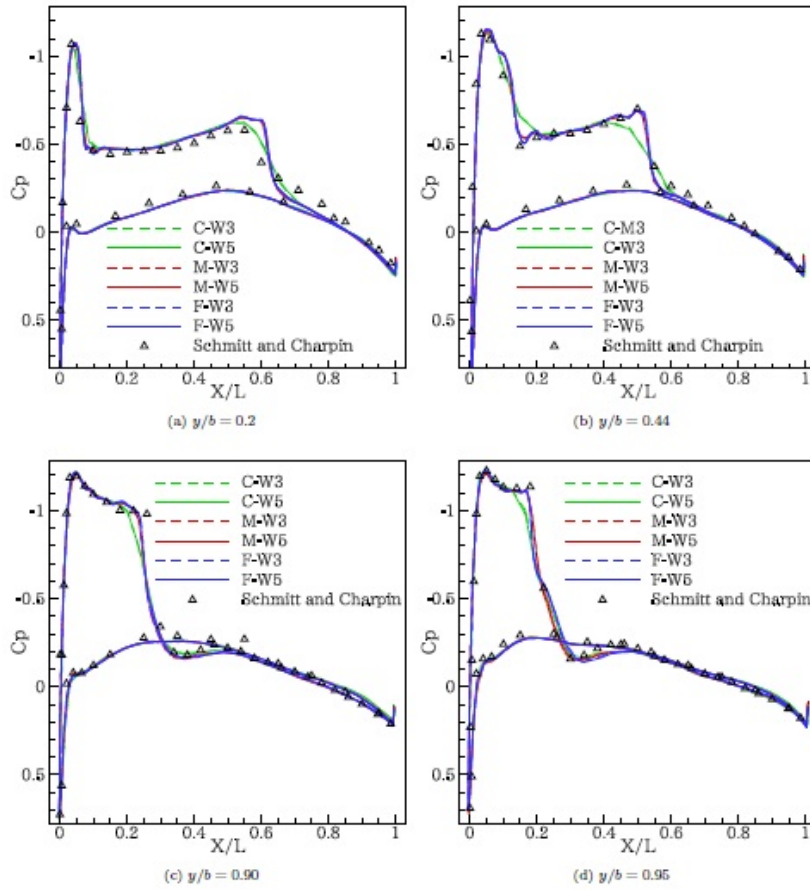 -1
-0.5
Cp
0
0.5
C-W3
C-W5
M-W3
M-W5
F-W3
F-W5
Schmitt and Charpin
0 0.2 0.4 0.6 0.8 1
X/L
(a) y/b = 0.2
-1
-0.5
Cp
0
0.5
C-M3
C-W3
M-W3
M-W5
F-W3
F-W5
Schmitt and Charpin
0 0.2 0.4 0.6 0.8 1
X/L
(b) y/b = 0.44
-1
-0.5
Cp
0
0.5
C-W3
C-W5
M-W3
M-W5
F-W3
F-W5
Schmitt and Charpin
0 0.2 0.4 0.6 0.8 1
X/L
(c) y/b = 0.90
-1
-0.5
Cp
0
0.5
C-W3
C-W5
M-W3
M-W5
F-W3
F-W5
Schmitt and Charpin
0 0.2 0.4 0.6 0.8 1
X/L
(d) y/b = 0.95